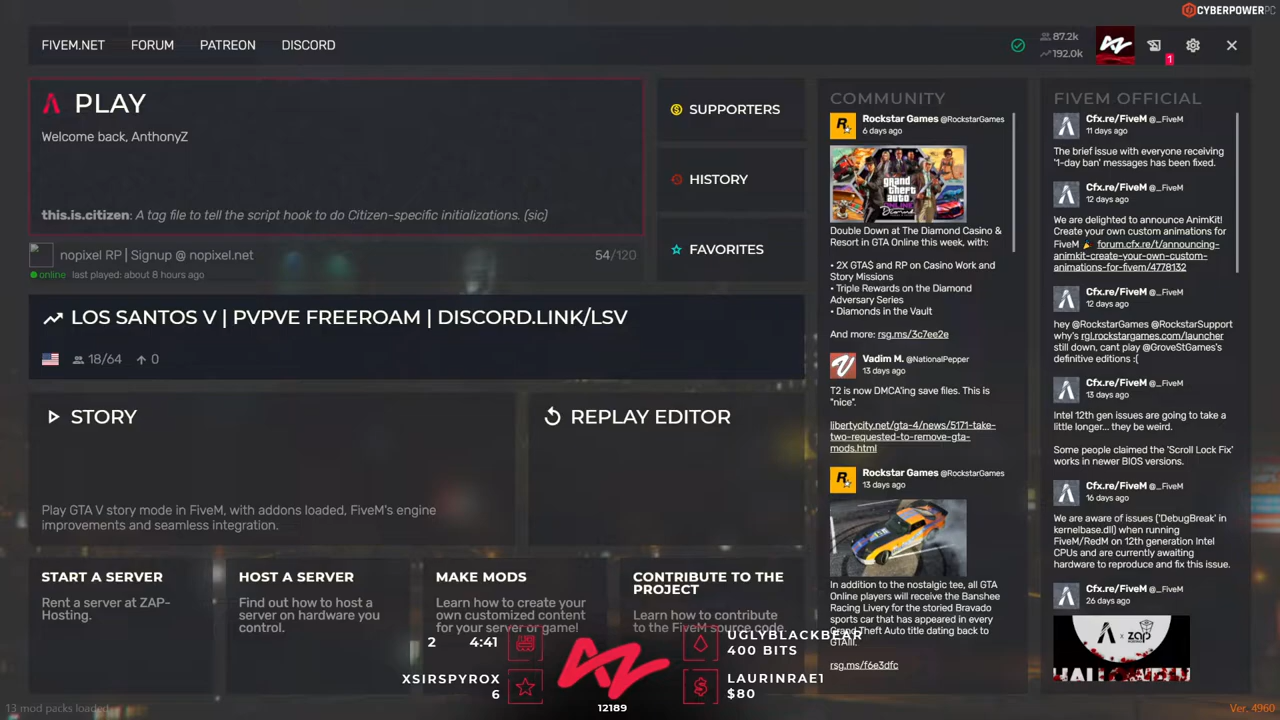 CYBERPOWERPC
FIVEM.NET
FORUM
PATREON
DISCORD
87.2k
192.0k
1
PLAY
Welcome back, AnthonyZ
this.is.citizen: A tag file to tell the script hook to do Citizen-specific initializations. (sic)
nopixel RP | Signup @ nopixel.net
54/120
online
last played: about 8 hours ago
SUPPORTERS
HISTORY
FAVORITES
LOS SANTOS V | PVPVE FREEROAM | DISCORD.LINK/LSV
18/64
0
STORY
Play GTA V story mode in FiveM, with addons loaded, FiveM's engine
improvements and seamless integration.
REPLAY EDITOR
START A SERVER
Rent a server at ZAP-
Hosting.
HOST A SERVER
Find out how to host a
server on hardware you
control.
MAKE MODS
Learn how to create your
own customized content
for your server or game!
CONTRIBUTE TO THE
PROJECT
Learn how to contribute
to the FiveM source code
COMMUNITY
Rockstar Games @RockstarGames
6 days ago
grand
theft
auto
ONLINE
Diamond
Double Down at The Diamond Casino &
Resort in GTA Online this week, with:
• 2X GTA$ and RP on Casino Work and
Story Missions
• Triple Rewards on the Diamond
Adversary Series
• Diamonds in the Vault
And more: rsg.ms/3c7ee2e
Vadim M. @NationalPepper
13 days ago
T2 is now DMCA'ing save files. This is
"nice".
libertycity.net/gta-4/news/5171-take-
two-requested-to-remove-gta-
mods.html
Rockstar Games @RockstarGames
13 days ago
In addition to the nostalgic tee, all GTA
Online players will receive the Banshee
Racing Livery for the storied Bravado
sports car that has appeared in every
Grand Theft Auto title dating back to
GTAIII.
rsg.ms/f6e3dfc
FIVEM OFFICIAL
Cfx.re/FiveM @_FiveM
11 days ago
The brief issue with everyone receiving
'1-day ban' messages has been fixed.
Cfx.re/FiveM @_FiveM
12 days ago
We are delighted to announce AnimKit!
Create your own custom animations for
FiveM 🎉 forum.cfx.re/t/announcing-
animkit-create-your-own-custom-
animations-for-fivem/4778132
Cfx.re/FiveM @_FiveM
12 days ago
hey @RockstarGames @RockstarSupport
why's rgl.rockstargames.com/launcher
still down, cant play @GroveStGames's
definitive editions :[
Cfx.re/FiveM @_FiveM
13 days ago
Intel 12th gen issues are going to take a
little longer... they be weird.
Some people claimed the 'Scroll Lock Fix'
works in newer BIOS versions.
Cfx.re/FiveM @_FiveM
16 days ago
We are aware of issues ('DebugBreak' in
kernelbase.dll) when running
FiveM/RedM on 12th generation Intel
CPUs and are currently awaiting
hardware to reproduce and fix this issue.
Cfx.re/FiveM @_FiveM
26 days ago
x zap
2
4:41
XSIRSPYROX
6
AZ
12189
UGLYBLACKBEAR
400 BITS
LAURINRAE1
$80
13 mod packs loaded
Ver. 4960